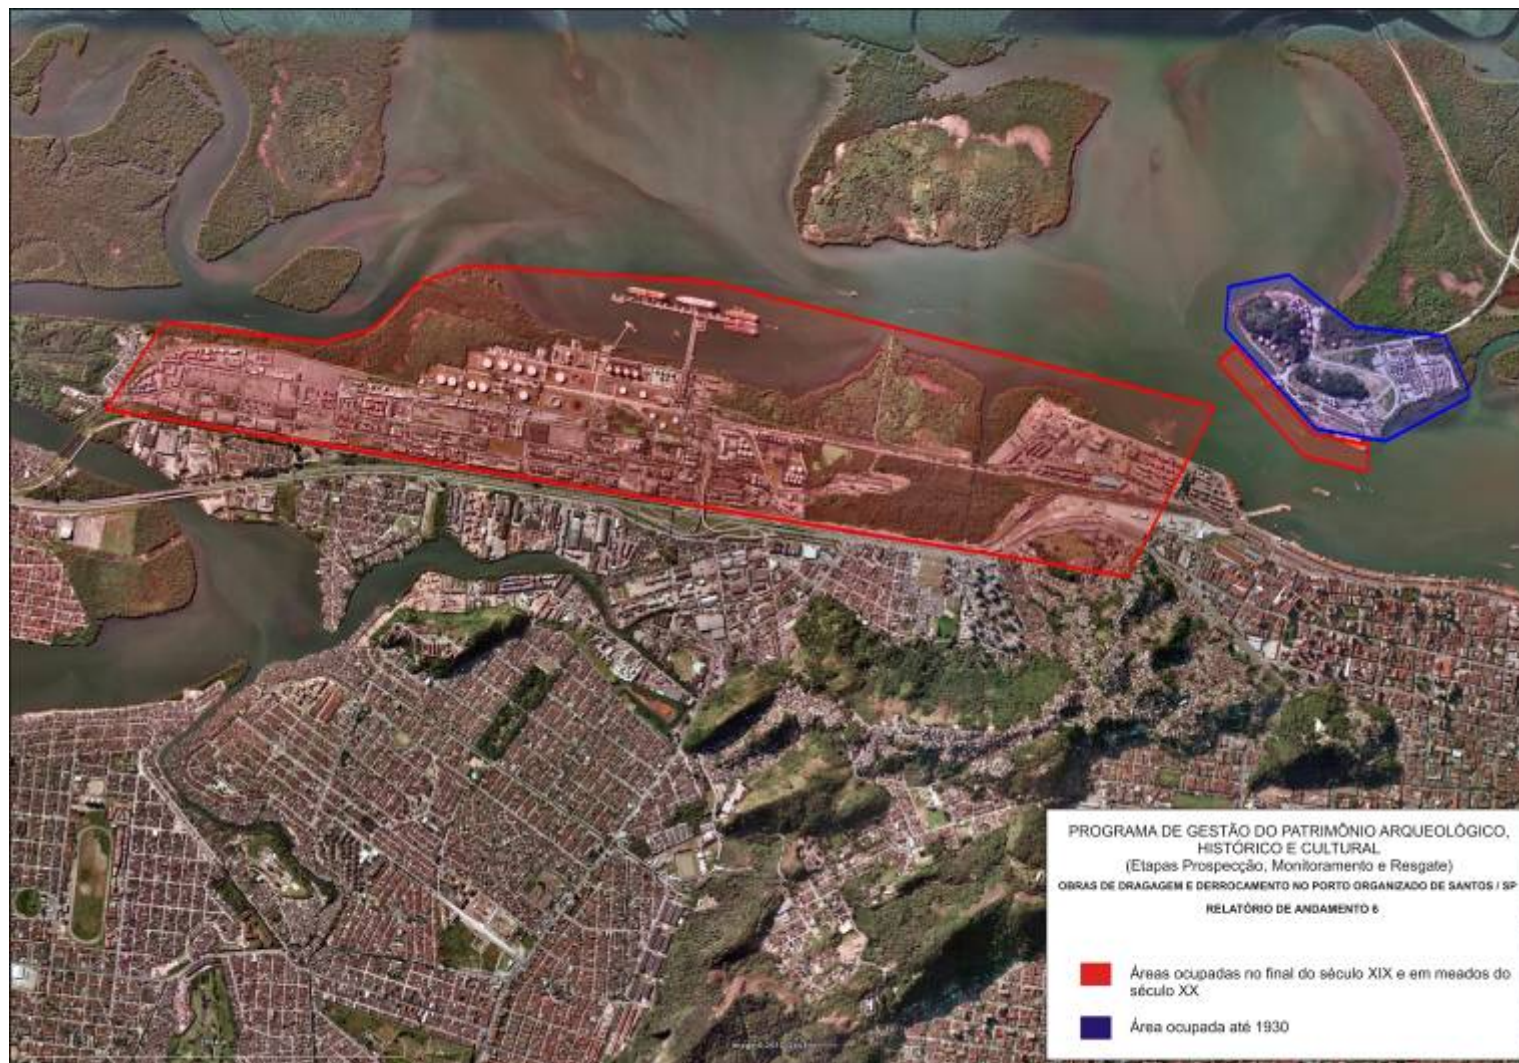 PROGRAMA DE GESTÃO DO PATRIMÔNIO ARQUEOLÓGICO,
HISTÓRICO E CULTURAL
(Etapas Prospecção, Monitoramento e Resgate)
OBRAS DE DRAGAGEM E DERROCAMENTO NO PORTO ORGANIZADO DE SANTOS / SP
RELATÓRIO DE ANDAMENTO 6
Áreas ocupadas no final do século XIX e em meados do
século XX
Área ocupada até 1930